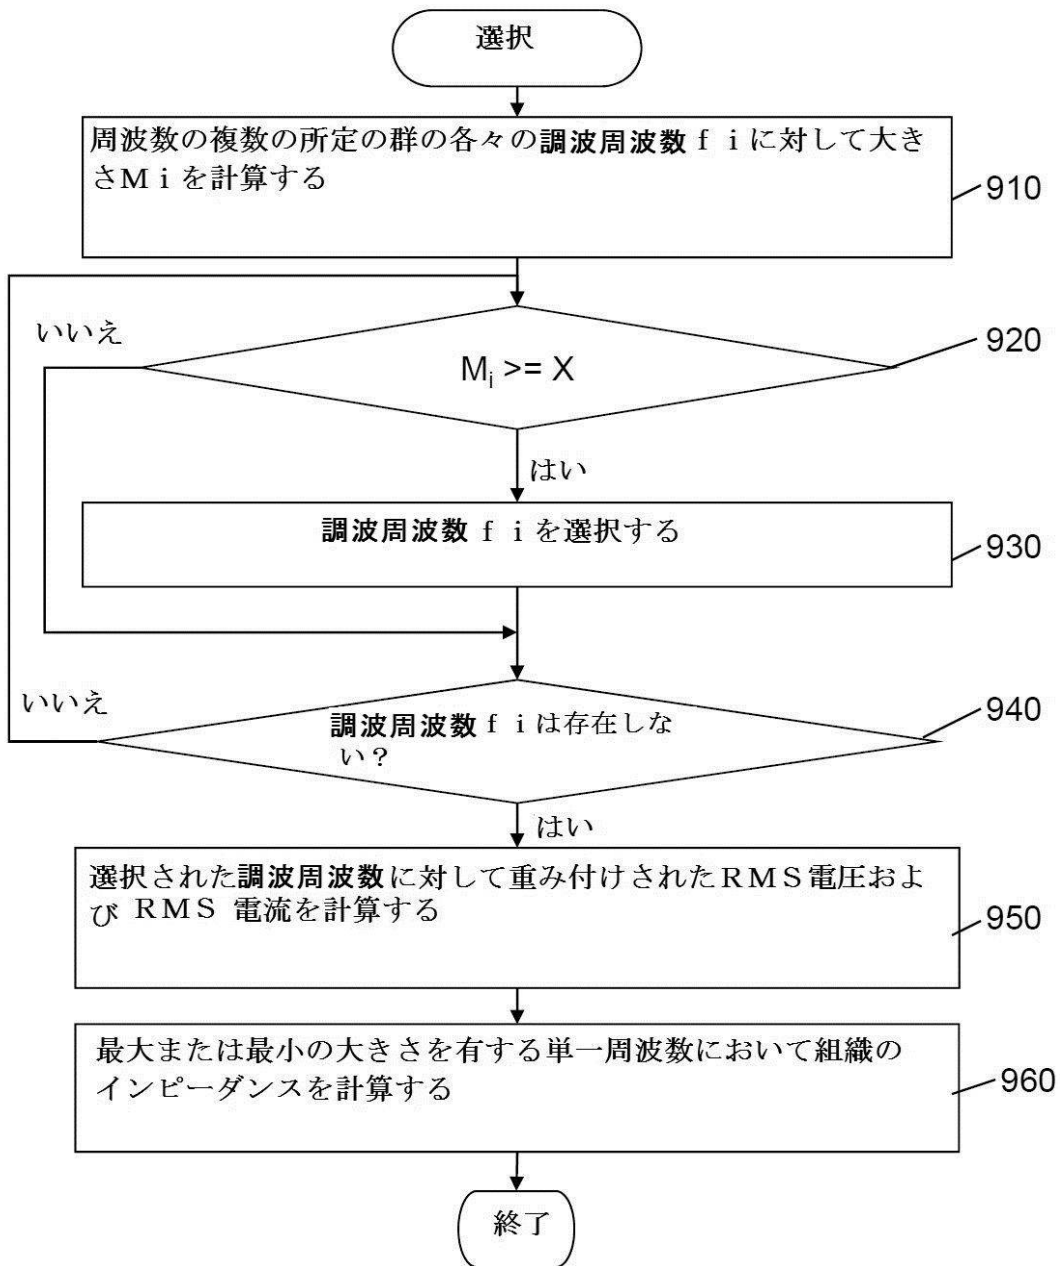 選択
周波数の複数の所定の群の各々の調波周波数ｆｉに対して大き
さＭｉを計算する
910
いいえ
920
Mi >= X
はい
調波周波数ｆｉを選択する
930
いいえ
調波周波数ｆｉは存在しな
い？
940
はい
選択された調波周波数に対して重み付けされたＲＭＳ電圧およ
び ＲＭＳ 電流を計算する
950
最大または最小の大きさを有する単一周波数において組織の
インピーダンスを計算する
960
終了